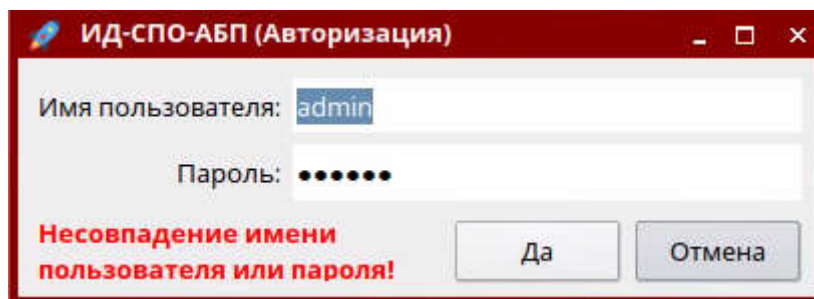 ИД-СПО-АБП (Авторизация)
Имя пользователя: admin
Пароль: ••••••
Несовпадение имени
пользователя или пароля!
Да
Отмена